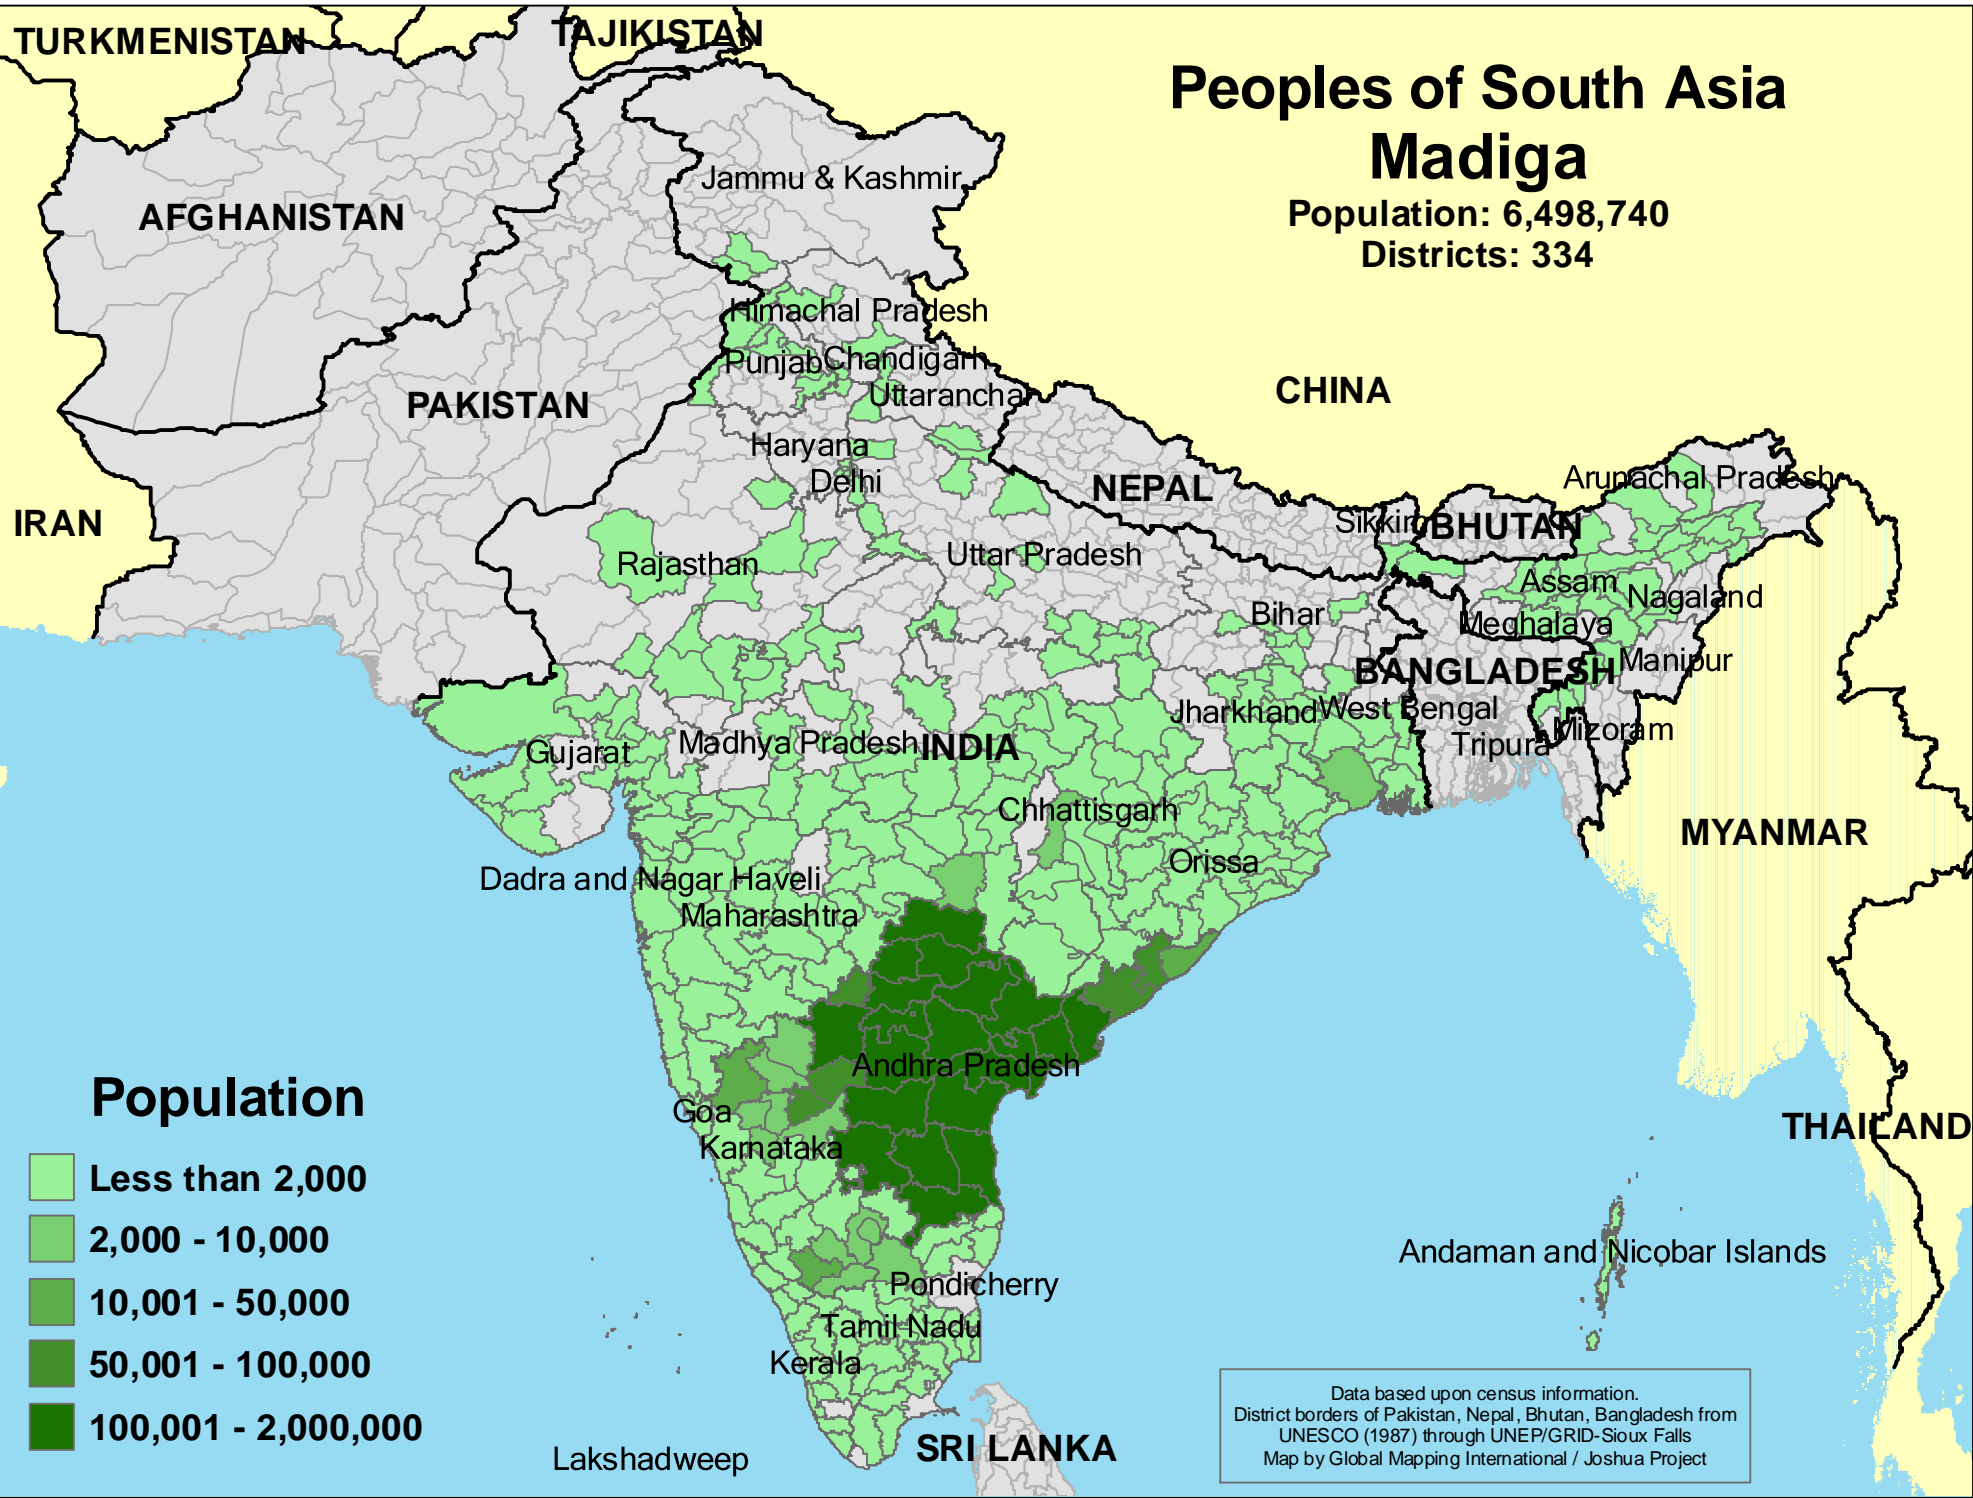 TURKMENISTAN
TAJIKISTAN
Peoples of South Asia
Madiga
Population: 6,498,740
Districts: 334
Jammu & Kashmir
AFGHANISTAN
Himachal Pradesh
Punjab
Chandigarh
Uttaranchal
PAKISTAN
CHINA
Haryana
Delhi
NEPAL
Arunachal Pradesh
IRAN
Sikkim
BHUTAN
Rajasthan
Uttar Pradesh
Assam
Nagaland
Bihar
Meghalaya
BANGLADESH
Manipur
Jharkhand
West Bengal
Gujarat
Madhya Pradesh
INDIA
Tripura
Mizoram
Chhattisgarh
MYANMAR
Orissa
Dadra and Nagar Haveli
Maharashtra
Andhra Pradesh
Goa
Karnataka
THAILAND
Population
Less than 2,000
2,000 - 10,000
10,001 - 50,000
50,001 - 100,000
100,001 - 2,000,000
Andaman and Nicobar Islands
Pondicherry
Tamil Nadu
Kerala
Lakshadweep
SRI LANKA
Data based upon census information.
District borders of Pakistan, Nepal, Bhutan, Bangladesh from
UNESCO (1987) through UNEP/GRID-Sioux Falls
Map by Global Mapping International / Joshua Project